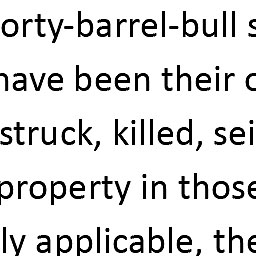 orty-barrel-bull s
have been their o
struck, killed, sei
property in those
ly applicable, the